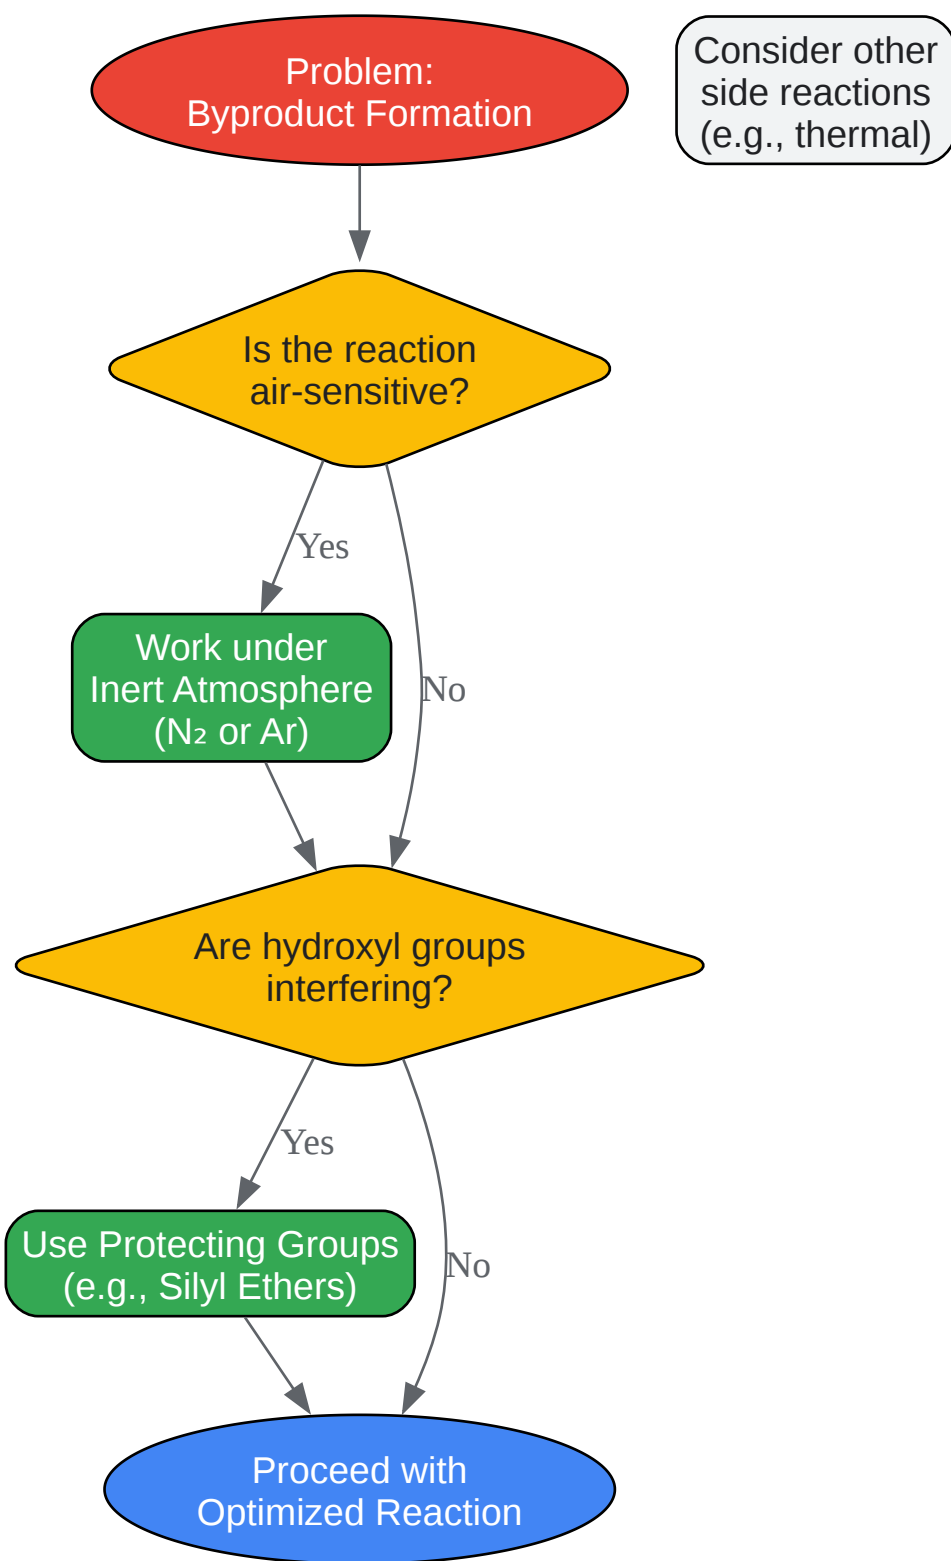 Problem:
Byproduct Formation
Consider other
side reactions
(e.g., thermal)
Is the reaction
air-sensitive?
Yes
Work under
Inert Atmosphere
(N₂ or Ar)
No
Are hydroxyl groups
interfering?
Yes
Use Protecting Groups
(e.g., Silyl Ethers)
No
Proceed with
Optimized Reaction